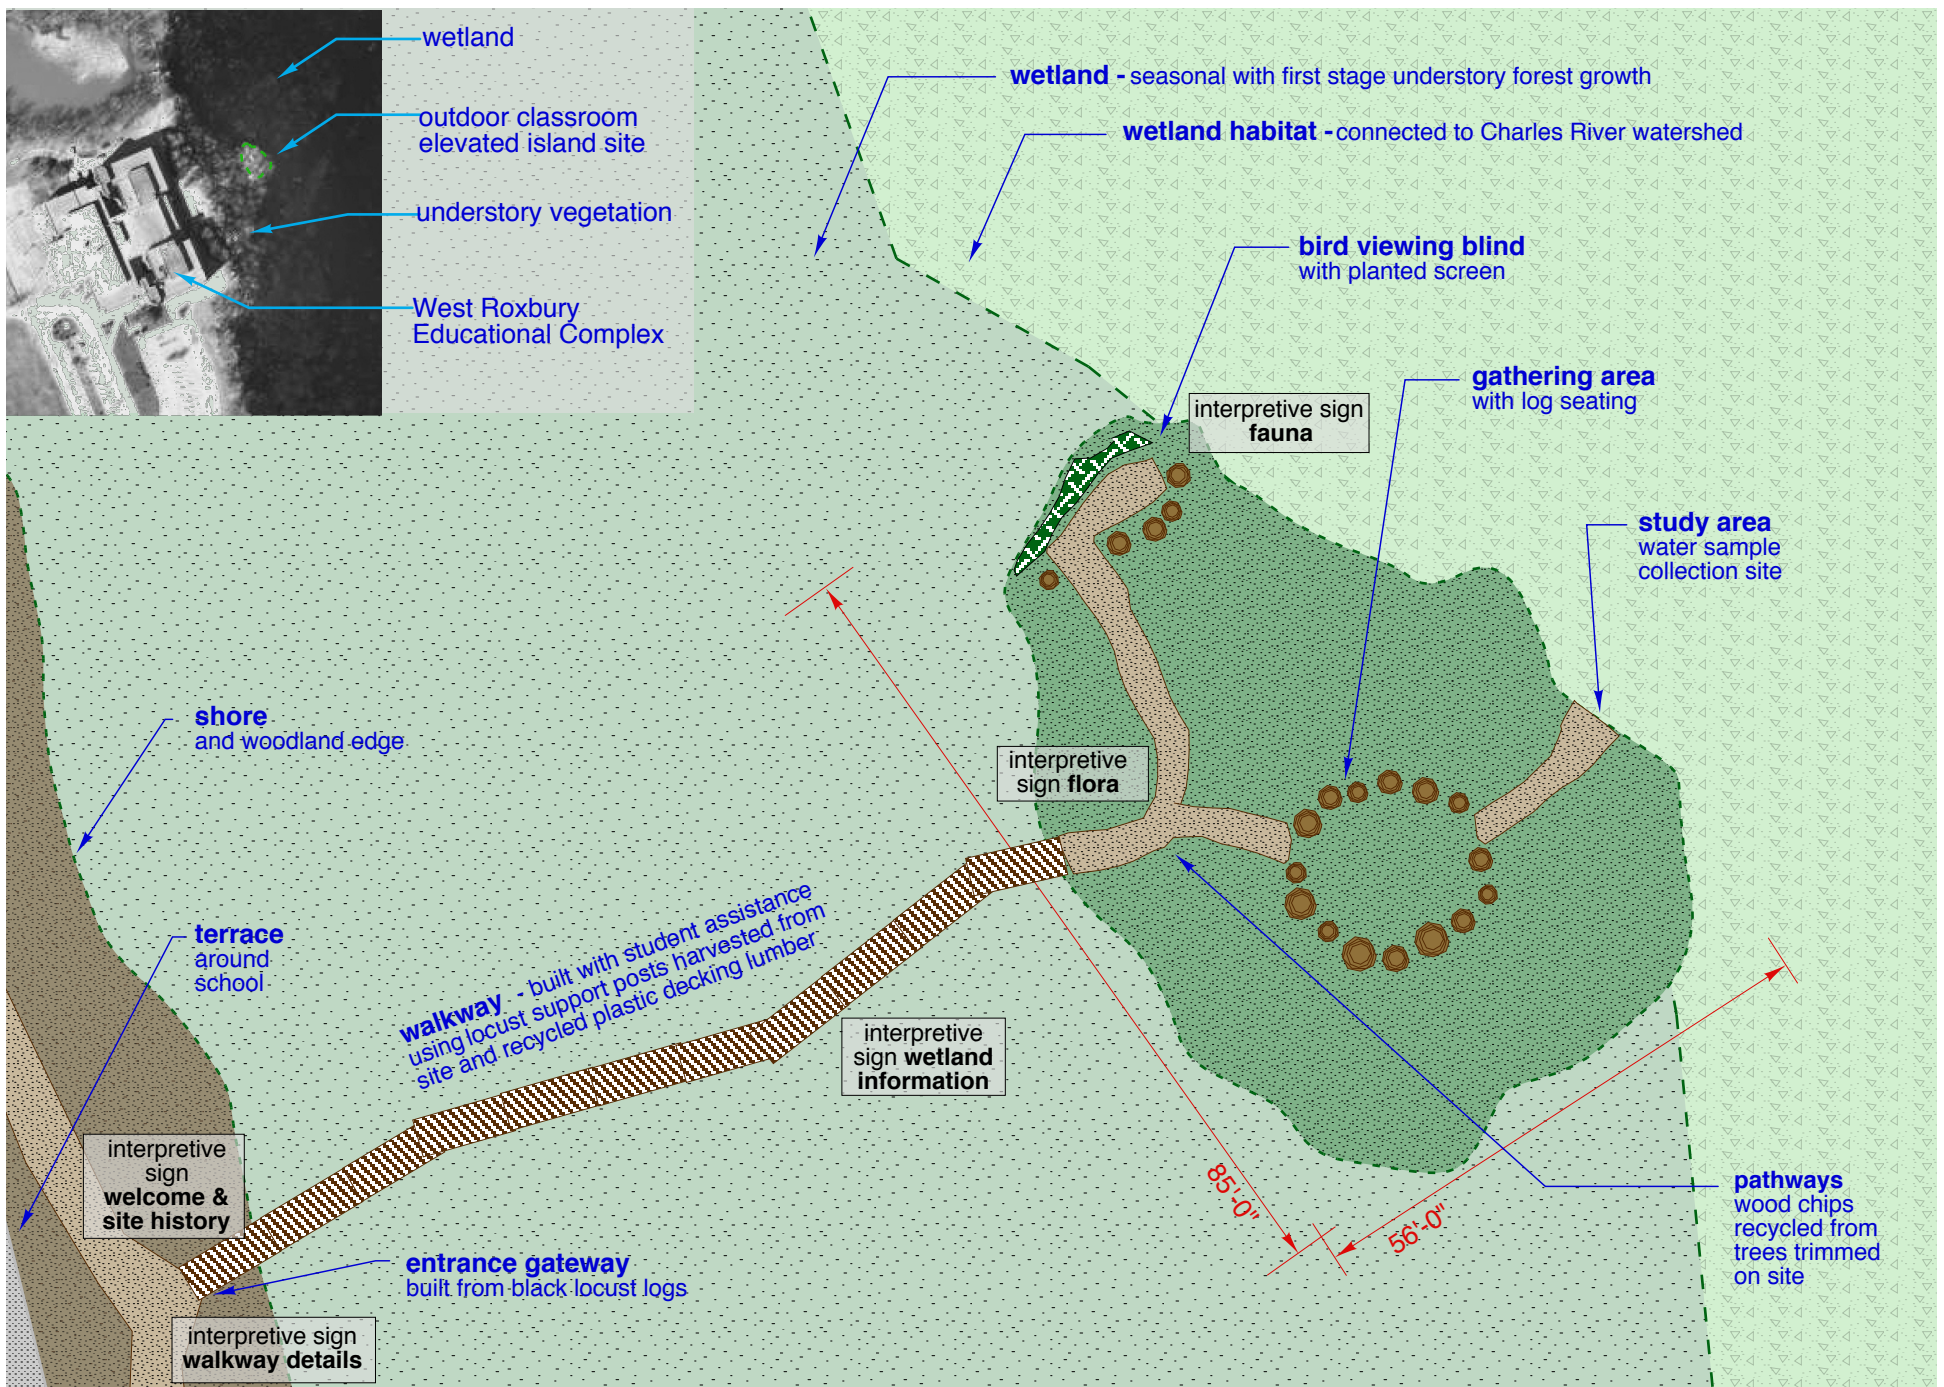 wetland
outdoor classroom
elevated island site
understory vegetation
West Roxbury
Educational Complex
wetland - seasonal with first stage understory forest growth
wetland habitat - connected to Charles River watershed
bird viewing blind
with planted screen
gathering area
with log seating
interpretive sign
fauna
study area
water sample
collection site
shore
and woodland edge
interpretive
sign flora
terrace
around
school
walkway - built with student assistance
using locust support posts harvested from
site and recycled plastic decking lumber
interpretive
sign wetland
information
interpretive
sign
welcome &
site history
85'-0"
56'-0"
pathways
wood chips
recycled from
trees trimmed
on site
entrance gateway
built from black locust logs
interpretive sign
walkway details